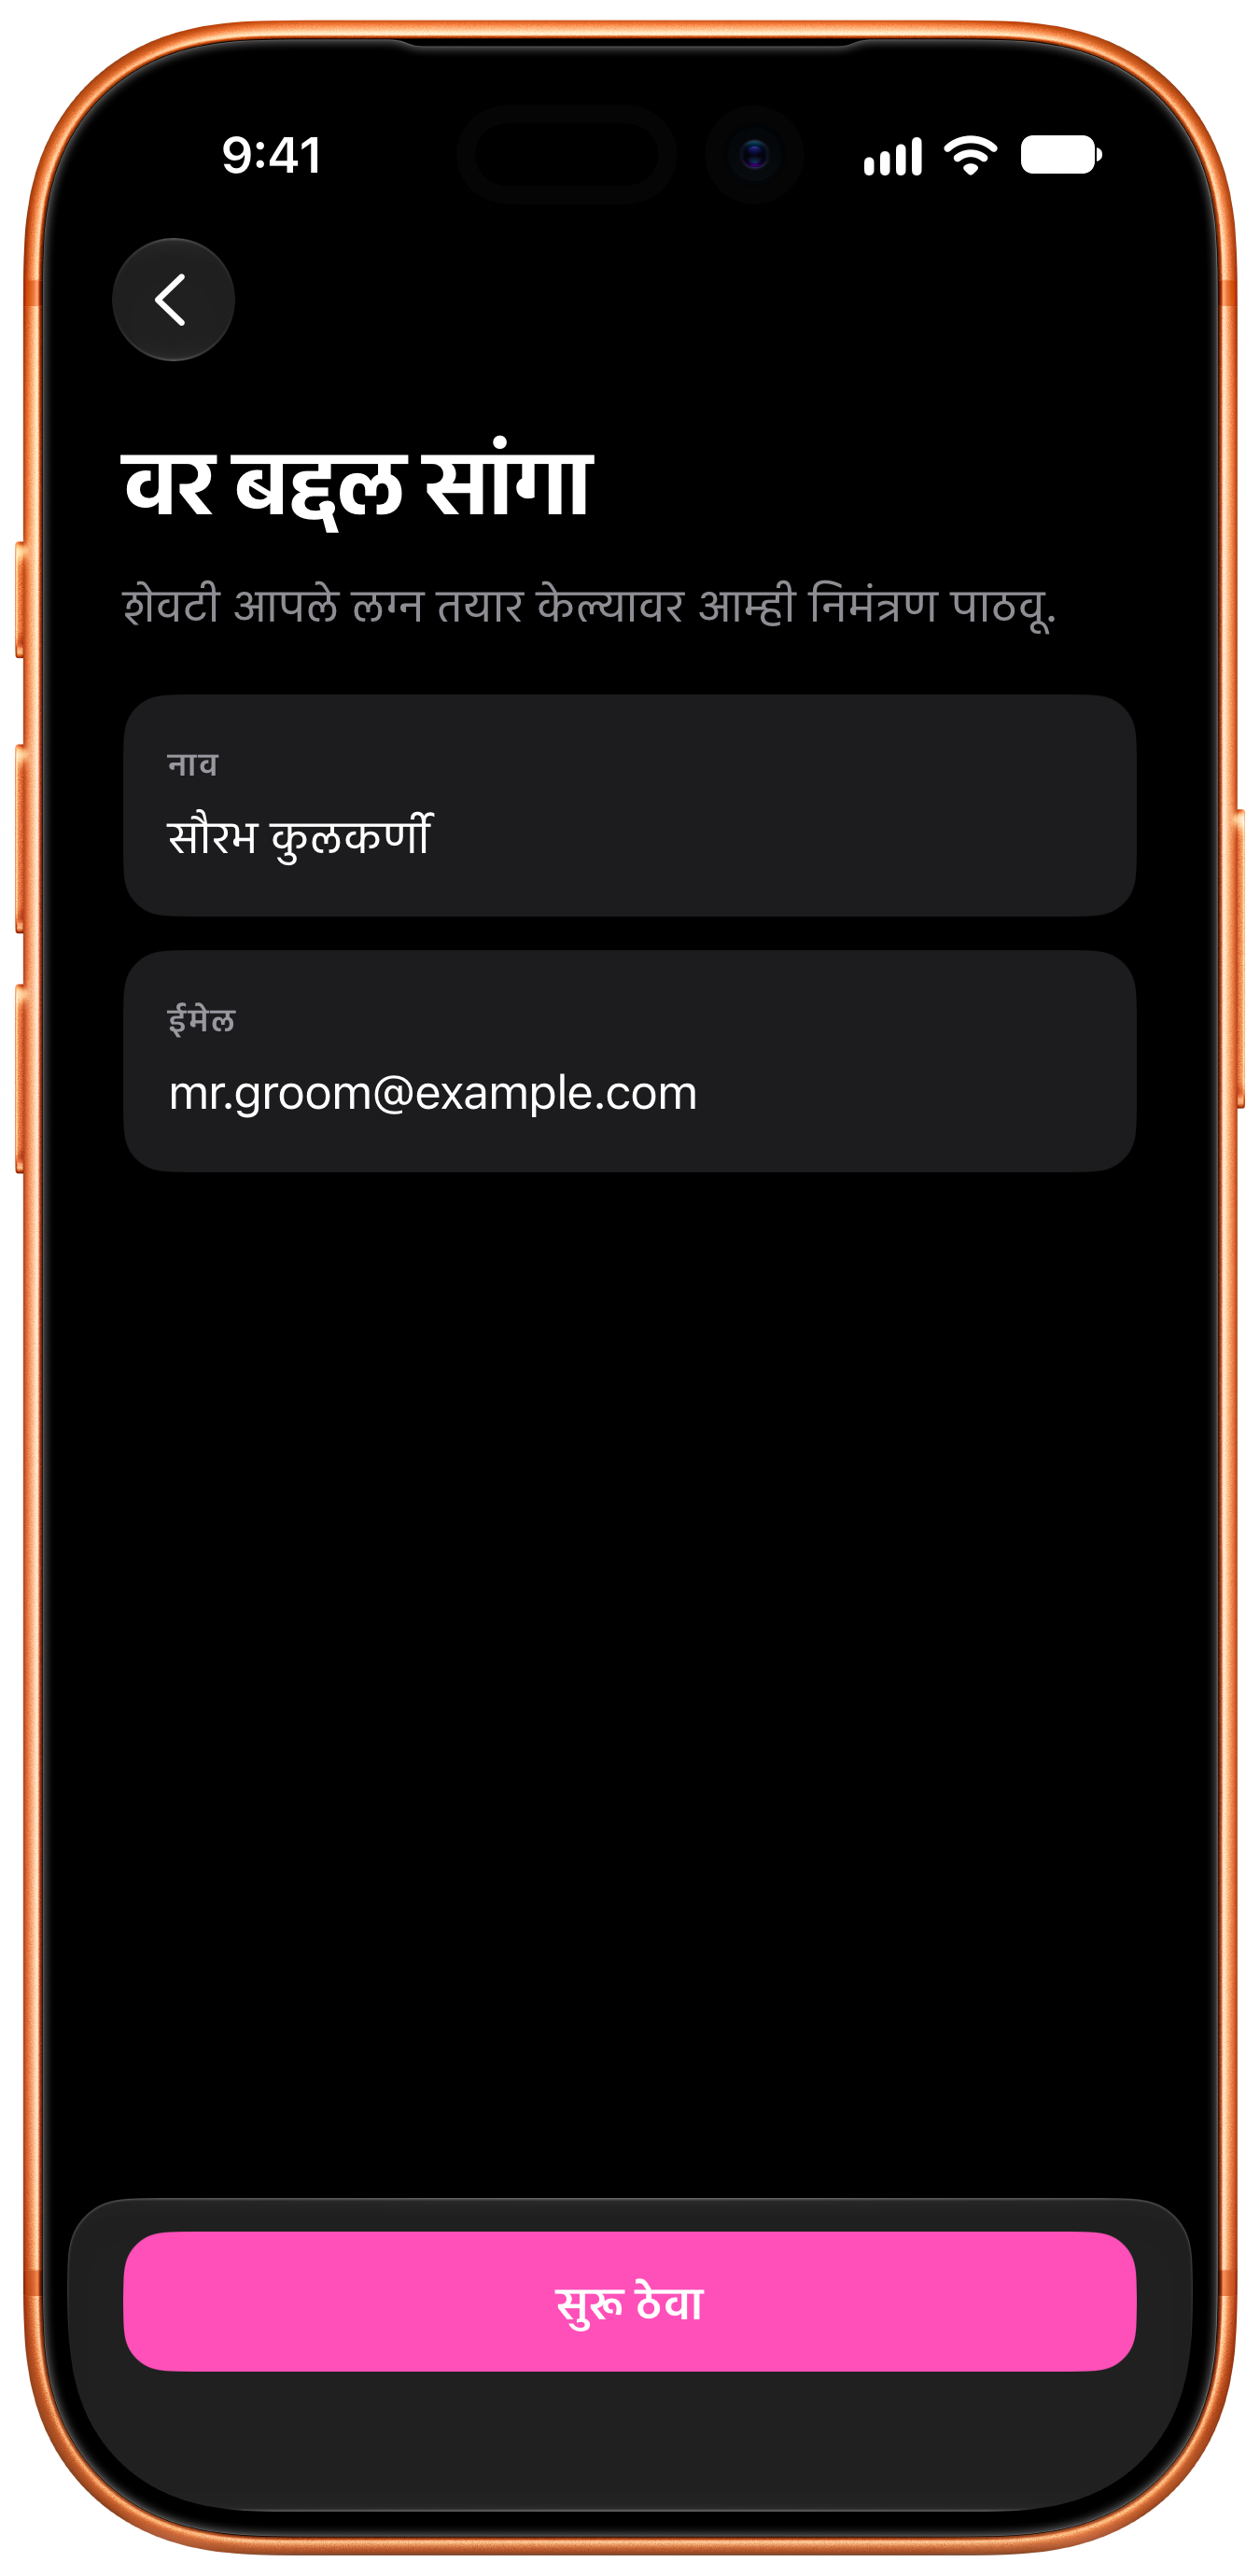 9:41
वर बद्दल सांगा
शेवटी आपले लग्न तयार केल्यावर आम्ही निमंत्रण पाठवू.
नाव
सौरभ कुलकर्णी
ईमेल
mr.groom@example.com
सुरू ठेवा